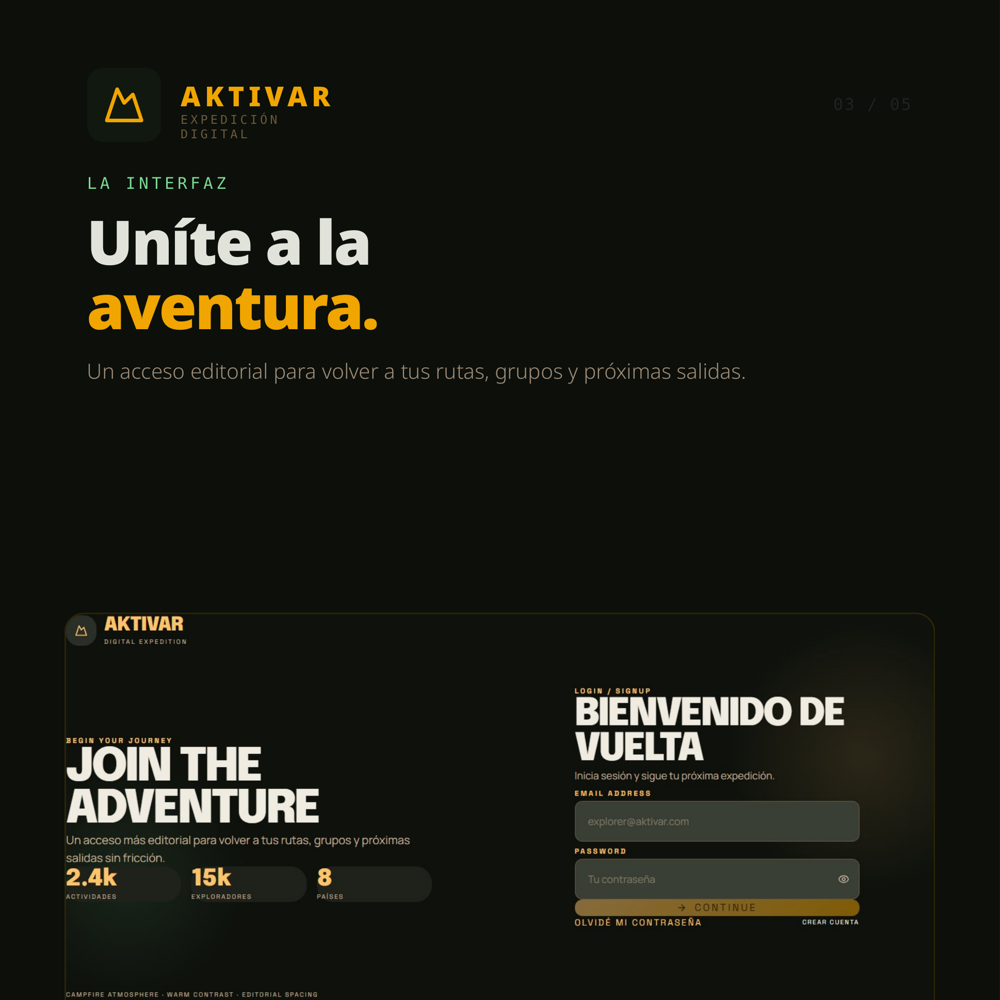 AKTIVAR
EXPEDICIÓN
DIGITAL
03 / 05
LA INTERFAZ
Uníte a la
aventura.
Un acceso editorial para volver a tus rutas, grupos y próximas salidas.
AKTIVAR
DIGITAL EXPEDITION
BEGIN YOUR JOURNEY
JOIN THE
ADVENTURE
Un acceso más editorial para volver a tus rutas, grupos y próximas
salidas sin fricción.
2.4k
ACTIVIDADES
15k
EXPLORADORES
8
PAÍSES
CAMPFIRE ATMOSPHERE · WARM CONTRAST · EDITORIAL SPACING
LOGIN / SIGNUP
BIENVENIDO DE
VUELTA
Inicia sesión y sigue tu próxima expedición.
EMAIL ADDRESS
explorer@aktivar.com
PASSWORD
Tu contraseña
→ CONTINUE
OLVIDÉ MI CONTRASEÑA
CREAR CUENTA